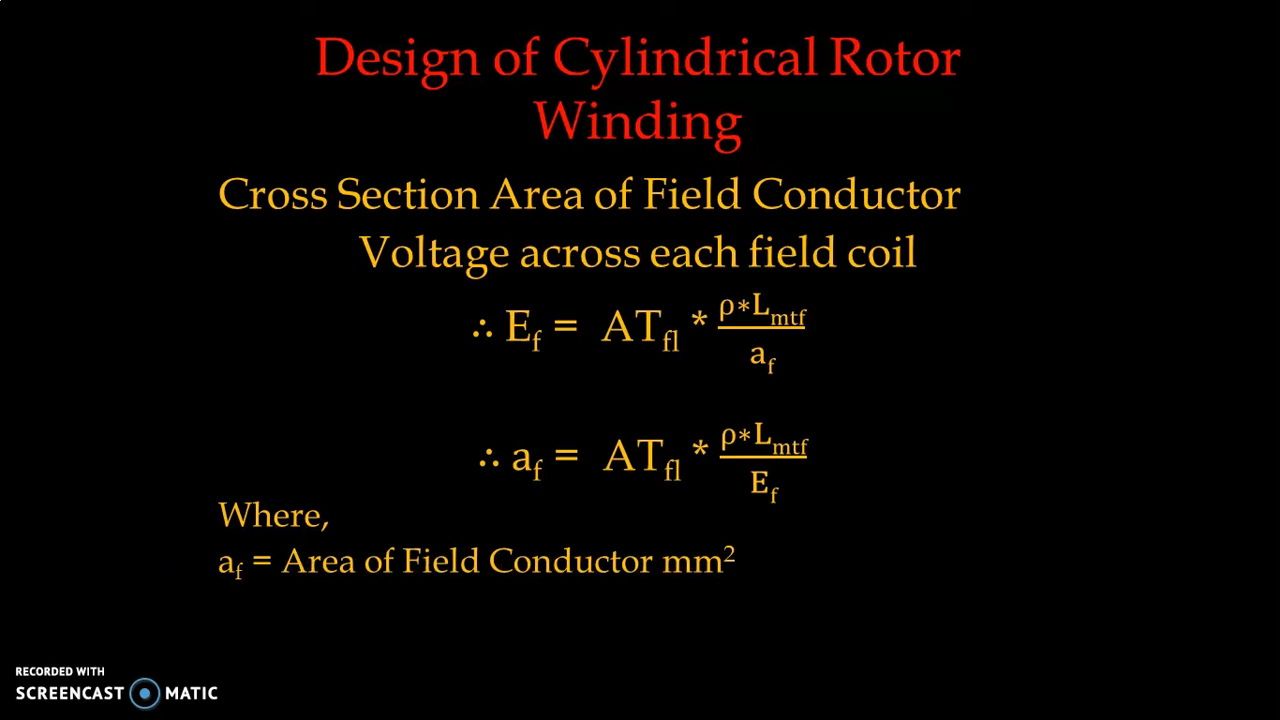 Design of Cylindrical Rotor
Winding
Cross Section Area of Field Conductor
Voltage across each field coil
∴ E_f = AT_fl * (ρ*L_mtf)/(a_f)
∴ a_f = AT_fl * (ρ*L_mtf)/(E_f)
Where,
a_f = Area of Field Conductor mm²
RECORDED WITH
SCREENCAST MATIC